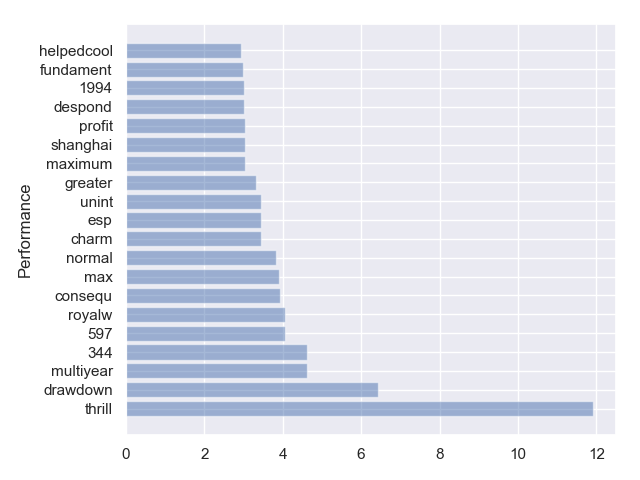 helpedcool
fundament
1994
despond
profit
shanghai
maximum
greater
unint
esp
charm
normal
max
consequ
royalw
597
344
multiyear
drawdown
thrill
Performance
0 2 4 6 8 10 12